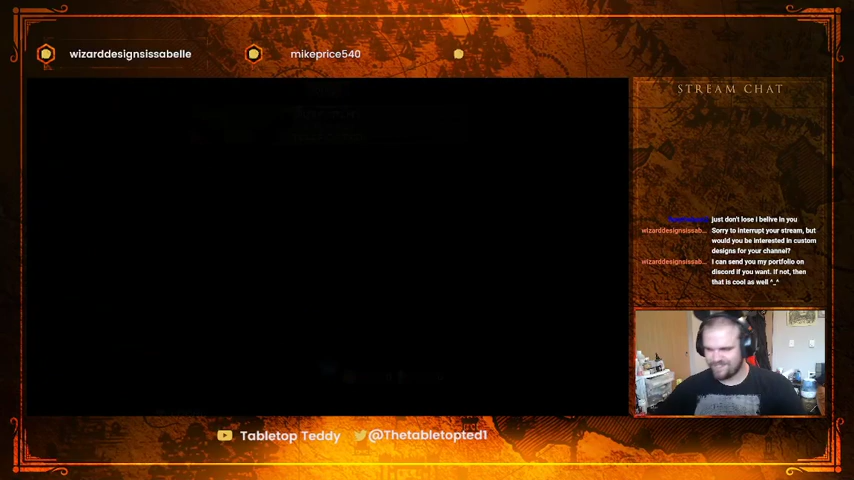 wizarddesignsissabelle
mikeprice540
STREAM CHAT
just don't lose I belive in you
wizarddesignsissab... Sorry to interrupt your stream, but
would you be interested in custom
designs for your channel?
wizarddesignsissab... I can send you my portfolio on
discord if you want. If not, then
that is cool as well ^_^
Tabletop Teddy
@Thetabletopted1